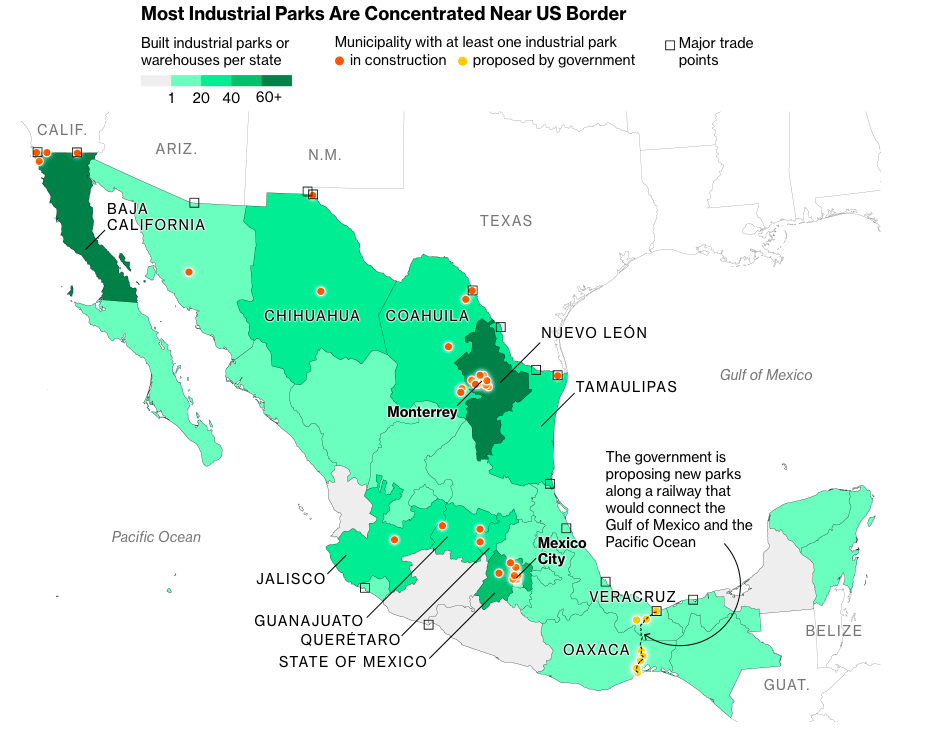 Most Industrial Parks Are Concentrated Near US Border
Built industrial parks or
warehouses per state
1 20 40 60+
Municipality with at least one industrial park
in construction
proposed by government
Major trade
points
CALIF.
ARIZ.
N.M.
TEXAS
BAJA
CALIFORNIA
CHIHUAHUA
COAHUILA
NUEVO LEÓN
Gulf of Mexico
TAMAULIPAS
Monterrey
The government is
proposing new parks
along a railway that
would connect the
Gulf of Mexico and the
Pacific Ocean
Pacific Ocean
Mexico
City
JALISCO
VERACRUZ
GUANAJUATO
QUERÉTARO
STATE OF MEXICO
OAXACA
BELIZE
GUAT.